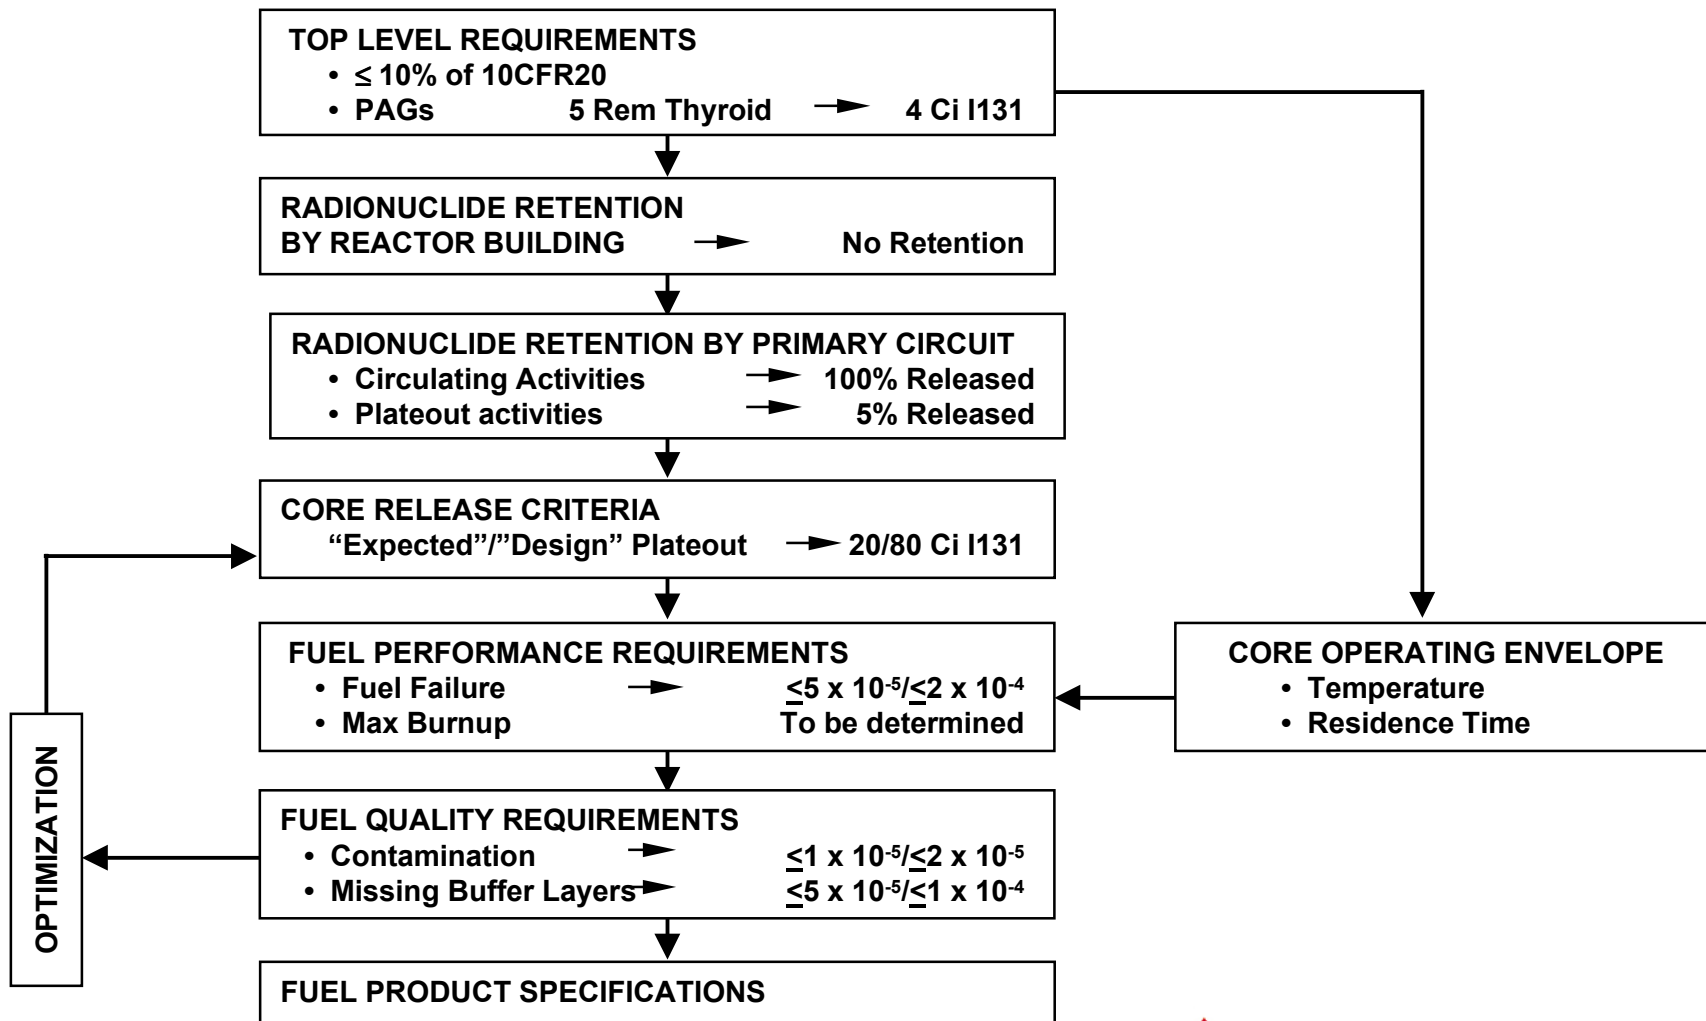 TOP LEVEL REQUIREMENTS
• ≤ 10% of 10CFR20
• PAGs 5 Rem Thyroid → 4 Ci I131
RADIONUCLIDE RETENTION
BY REACTOR BUILDING → No Retention
RADIONUCLIDE RETENTION BY PRIMARY CIRCUIT
• Circulating Activities → 100% Released
• Plateout activities → 5% Released
CORE RELEASE CRITERIA
“Expected”/”Design” Plateout → 20/80 Ci I131
FUEL PERFORMANCE REQUIREMENTS
• Fuel Failure → ≤5 x 10⁻⁵/≤2 x 10⁻⁴
• Max Burnup To be determined
CORE OPERATING ENVELOPE
• Temperature
• Residence Time
OPTIMIZATION
FUEL QUALITY REQUIREMENTS
• Contamination → ≤1 x 10⁻⁵/≤2 x 10⁻⁵
• Missing Buffer Layers → ≤5 x 10⁻⁵/≤1 x 10⁻⁴
FUEL PRODUCT SPECIFICATIONS